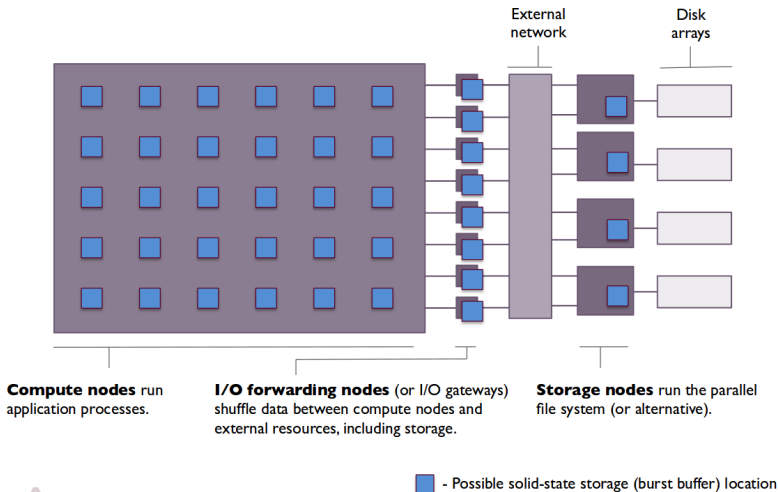 External
network
Disk
arrays
Compute nodes run
application processes.
I/O forwarding nodes (or I/O gateways)
shuffle data between compute nodes and
external resources, including storage.
Storage nodes run the parallel
file system (or alternative).
- Possible solid-state storage (burst buffer) location